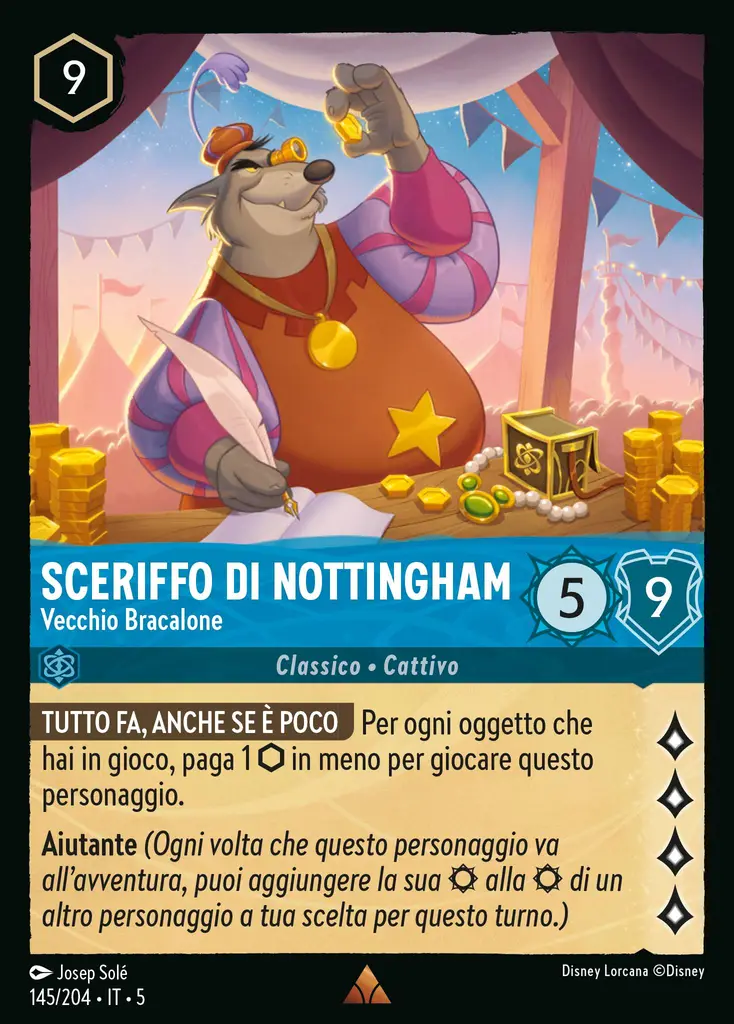 9
SCERIFFO DI NOTTINGHAM
Vecchio Bracalone
5
9
Classico • Cattivo
TUTTO FA, ANCHE SE È POCO Per ogni oggetto che
hai in gioco, paga 1 ⬡ in meno per giocare questo
personaggio.
Aiutante (Ogni volta che questo personaggio va
all'avventura, puoi aggiungere la sua ¤ alla ¤ di un
altro personaggio a tua scelta per questo turno.)
Josep Solé
Disney Lorcana ©Disney
145/204 • IT • 5